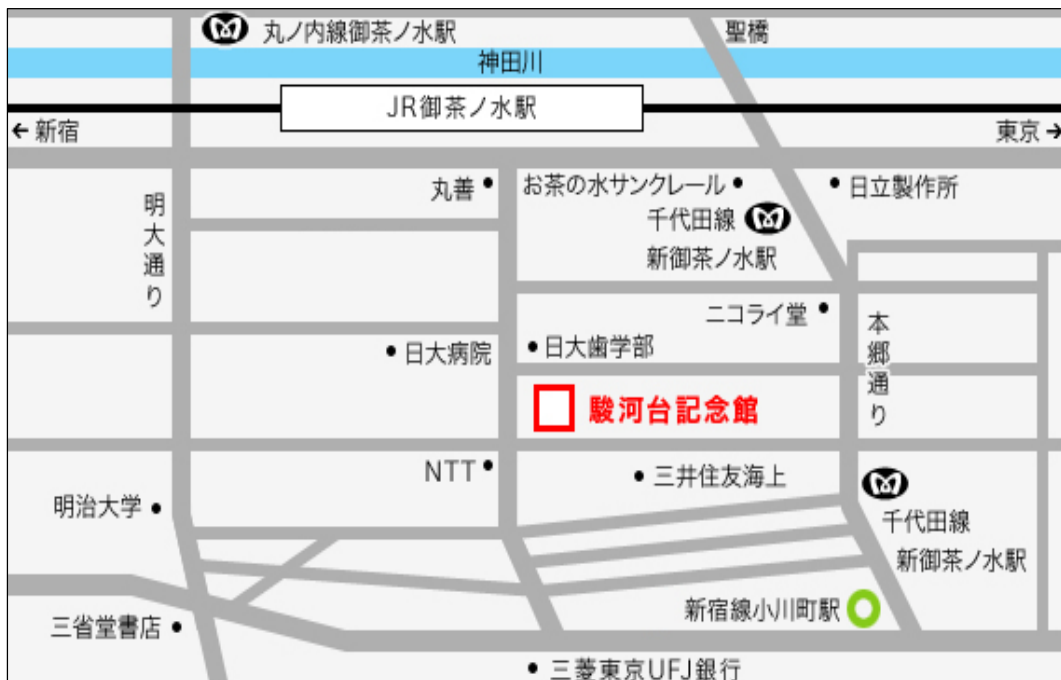 丸ノ内線御茶ノ水駅
聖橋
神田川
JR御茶ノ水駅
←新宿
東京→
明大通り
丸善
お茶の水サンクレール
日立製作所
千代田線
新御茶ノ水駅
ニコライ堂
本郷通り
日大病院
日大歯学部
駿河台記念館
NTT
三井住友海上
明治大学
千代田線
新御茶ノ水駅
新宿線小川町駅
三省堂書店
三菱東京UFJ銀行